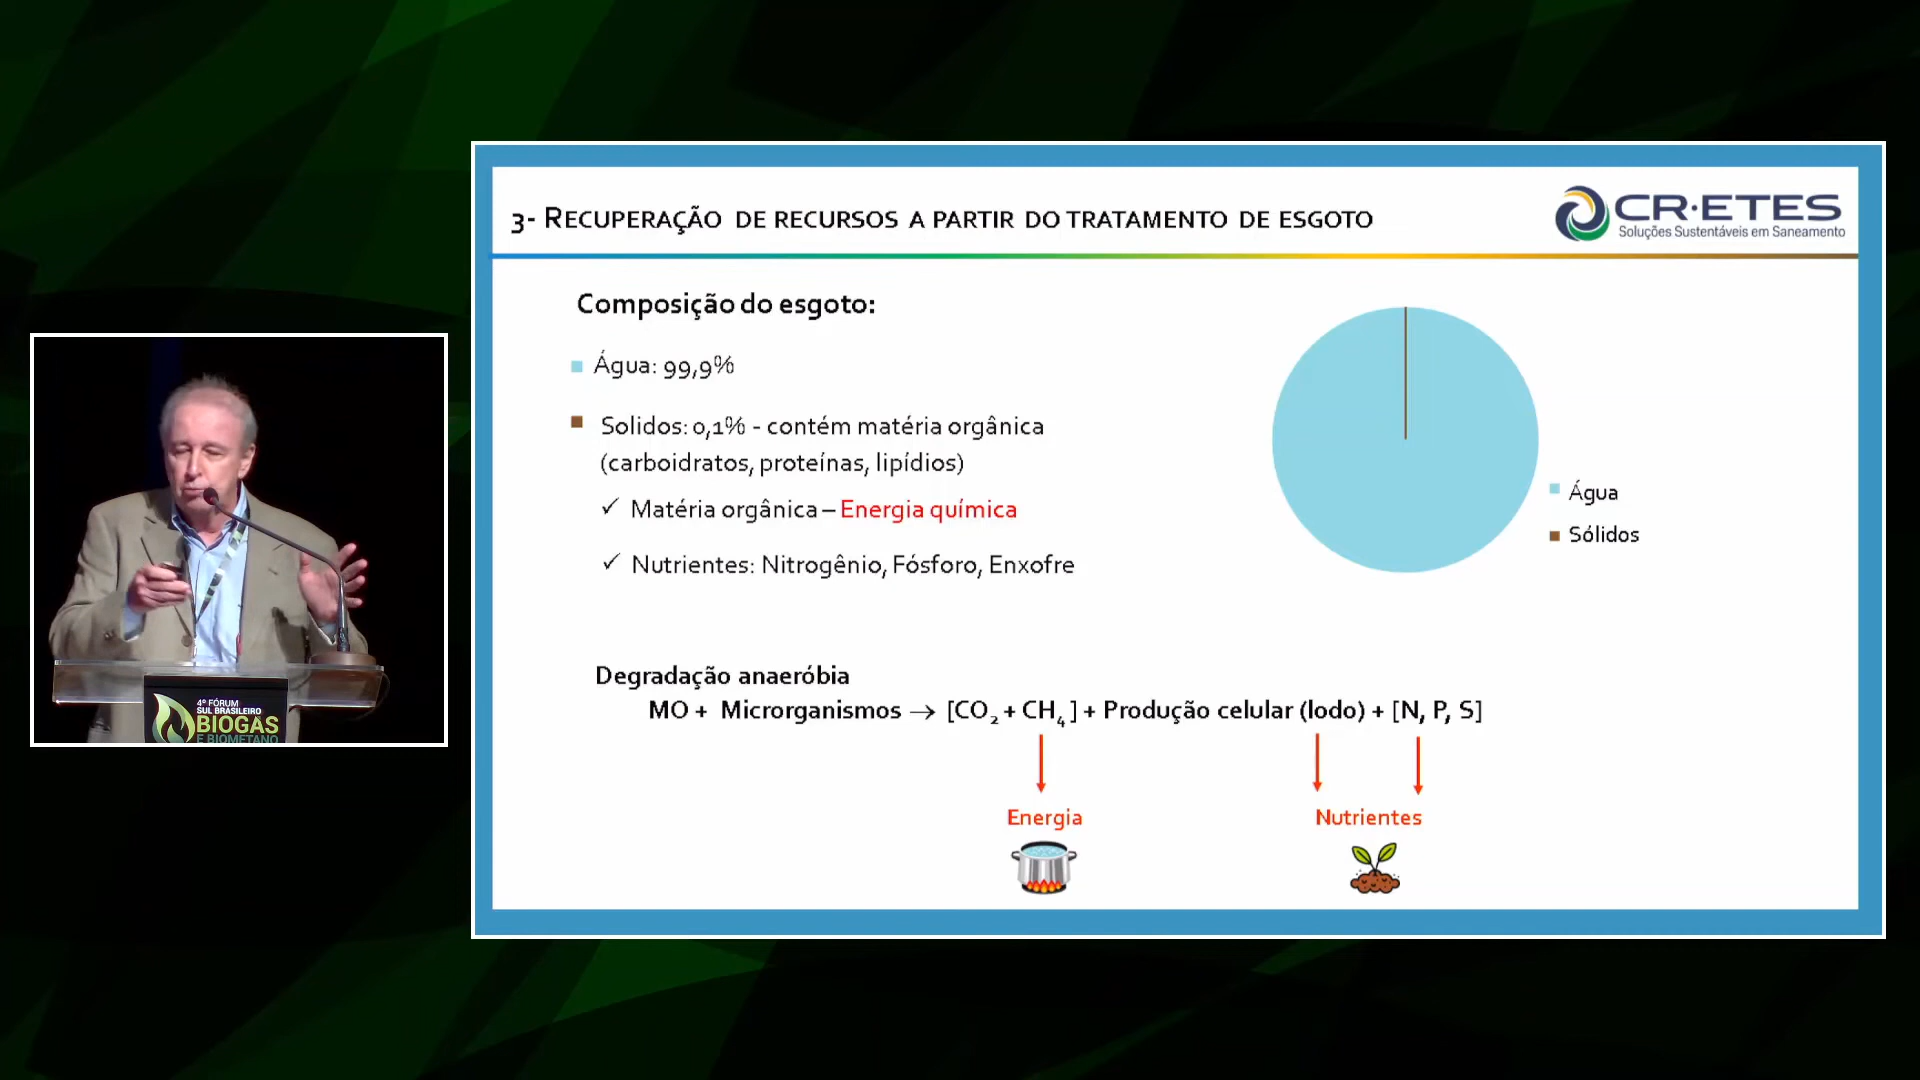 3- RECUPERAÇÃO DE RECURSOS A PARTIR DO TRATAMENTO DE ESGOTO
CR·ETES
Soluções Sustentáveis em Saneamento
Composição do esgoto:
Água: 99,9%
Solidos: 0,1% - contém matéria orgânica
(carboidratos, proteínas, lipídios)
✓ Matéria orgânica – Energia química
✓ Nutrientes: Nitrogênio, Fósforo, Enxofre
Água
Sólidos
Degradação anaeróbia
MO + Microrganismos → [CO₂ + CH₄] + Produção celular (lodo) + [N, P, S]
Energia
Nutrientes
4º FÓRUM
SUL BRASILEIRO
BIOGÁS
E BIOMETANO